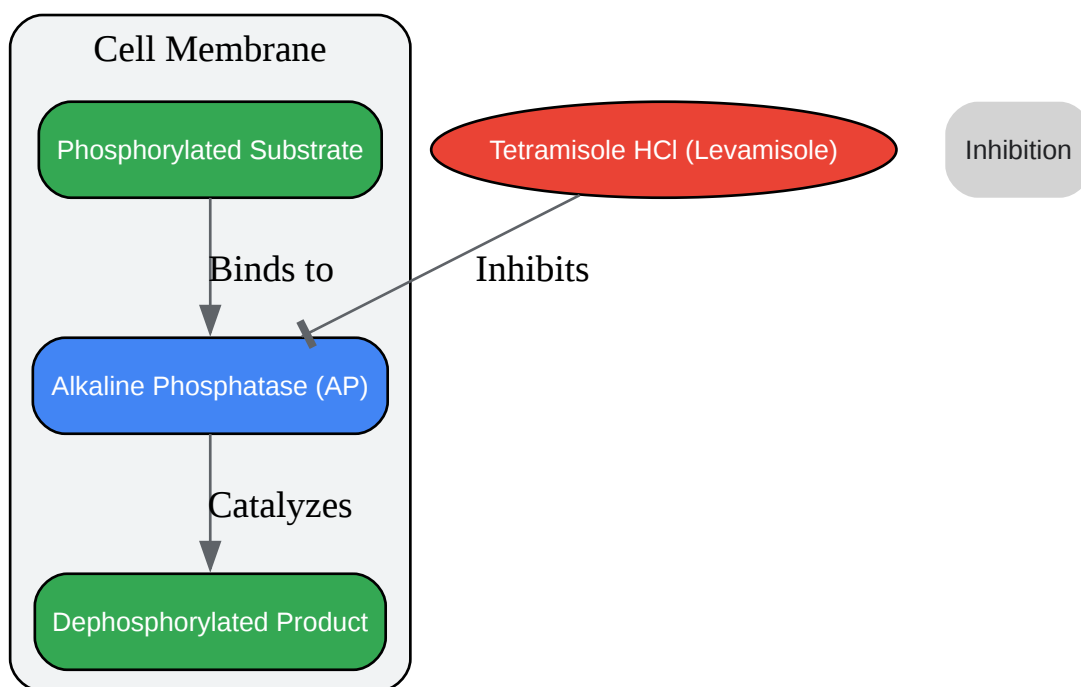 Cell Membrane
Phosphorylated Substrate
Tetramisole HCl (Levamisole)
Inhibition
Binds to
Inhibits
Alkaline Phosphatase (AP)
Catalyzes
Dephosphorylated Product